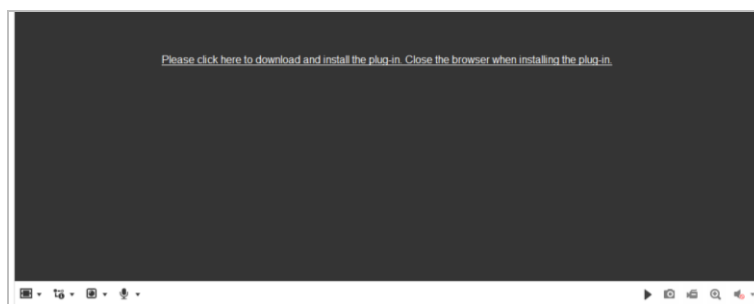 Please click here to download and install the plug-in. Close the browser when installing the plug-in.